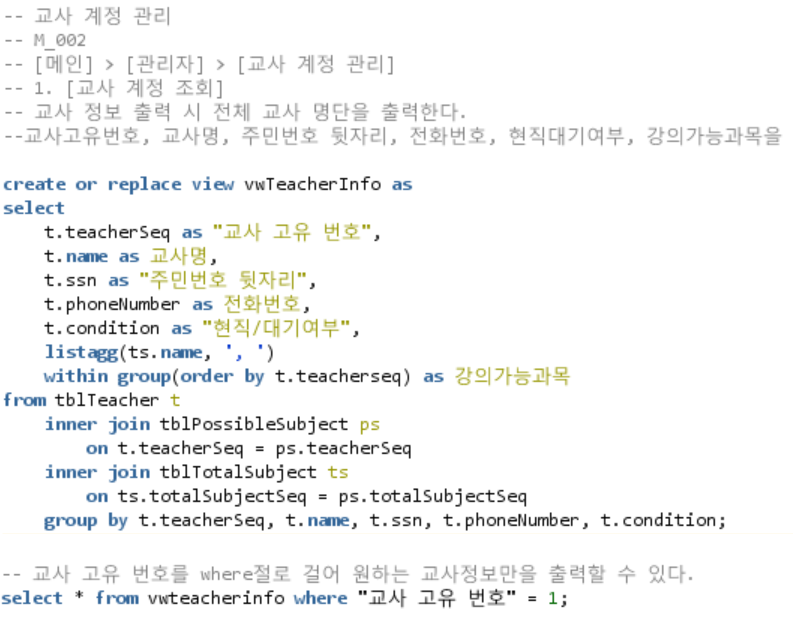 -- 교사 계정 관리
-- M_002
-- [메인] > [관리자] > [교사 계정 관리]
-- 1. [교사 계정 조회]
-- 교사 정보 출력 시 전체 교사 명단을 출력한다.
--교사고유번호, 교사명, 주민번호 뒷자리, 전화번호, 현직대기여부, 강의가능과목을
create or replace view vwTeacherInfo as
select
t.teacherSeq as "교사 고유 번호",
t.name as 교사명,
t.ssn as "주민번호 뒷자리",
t.phoneNumber as 전화번호,
t.condition as "현직/대기여부",
listagg(ts.name, ', ')
within group(order by t.teacherseq) as 강의가능과목
from tblTeacher t
inner join tblPossibleSubject ps
on t.teacherSeq = ps.teacherSeq
inner join tblTotalSubject ts
on ts.totalSubjectSeq = ps.totalSubjectSeq
group by t.teacherSeq, t.name, t.ssn, t.phoneNumber, t.condition;
-- 교사 고유 번호를 where절로 걸어 원하는 교사정보만을 출력할 수 있다.
select * from vwteacherinfo where "교사 고유 번호" = 1;